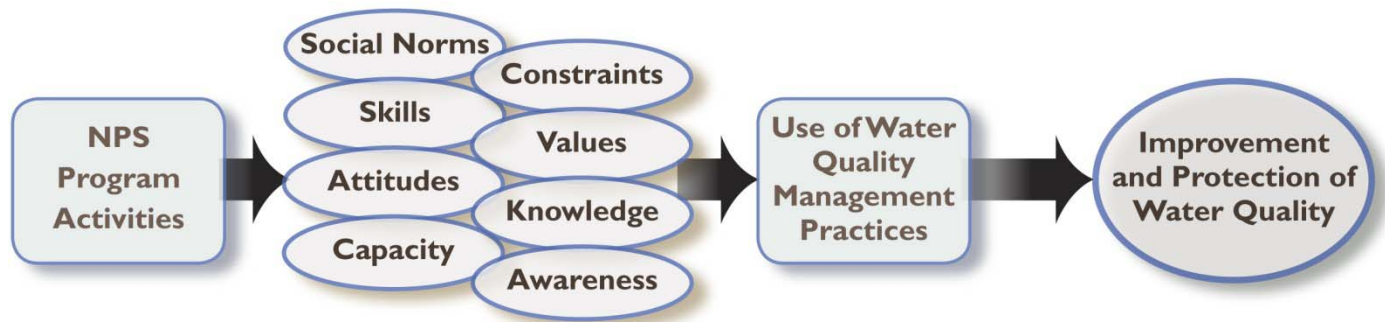 NPS
Program
Activities
Social Norms
Skills
Attitudes
Capacity
Constraints
Values
Knowledge
Awareness
Use of Water
Quality
Management
Practices
Improvement
and Protection of
Water Quality